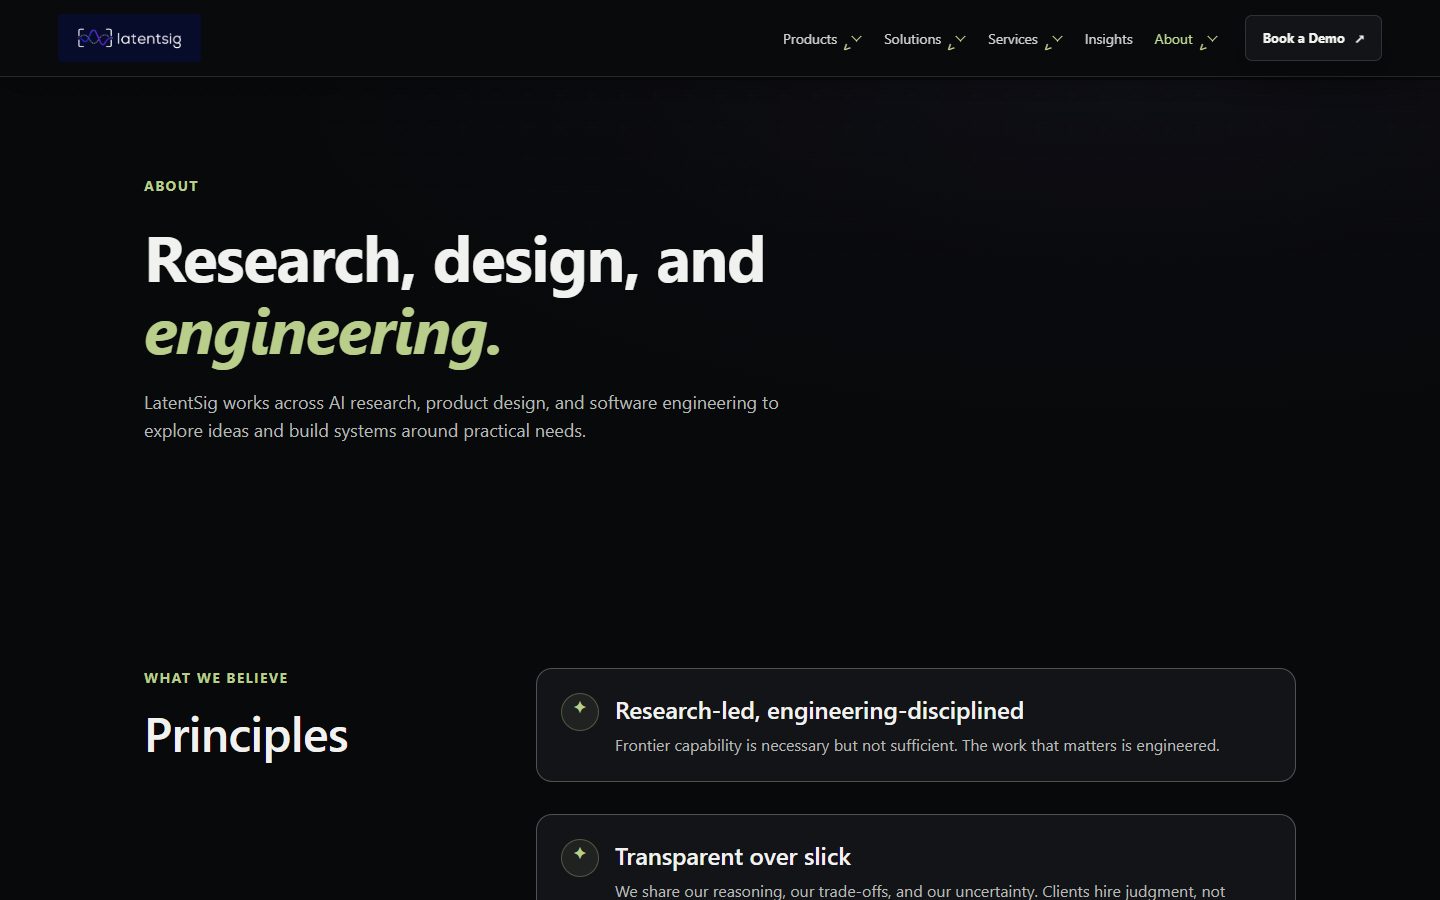 latentsig
Products
Solutions
Services
Insights
About
Book a Demo ↗
ABOUT
Research, design, and
engineering.
LatentSig works across AI research, product design, and software engineering to
explore ideas and build systems around practical needs.
WHAT WE BELIEVE
Principles
Research-led, engineering-disciplined
Frontier capability is necessary but not sufficient. The work that matters is engineered.
Transparent over slick
We share our reasoning, our trade-offs, and our uncertainty. Clients hire judgment, not